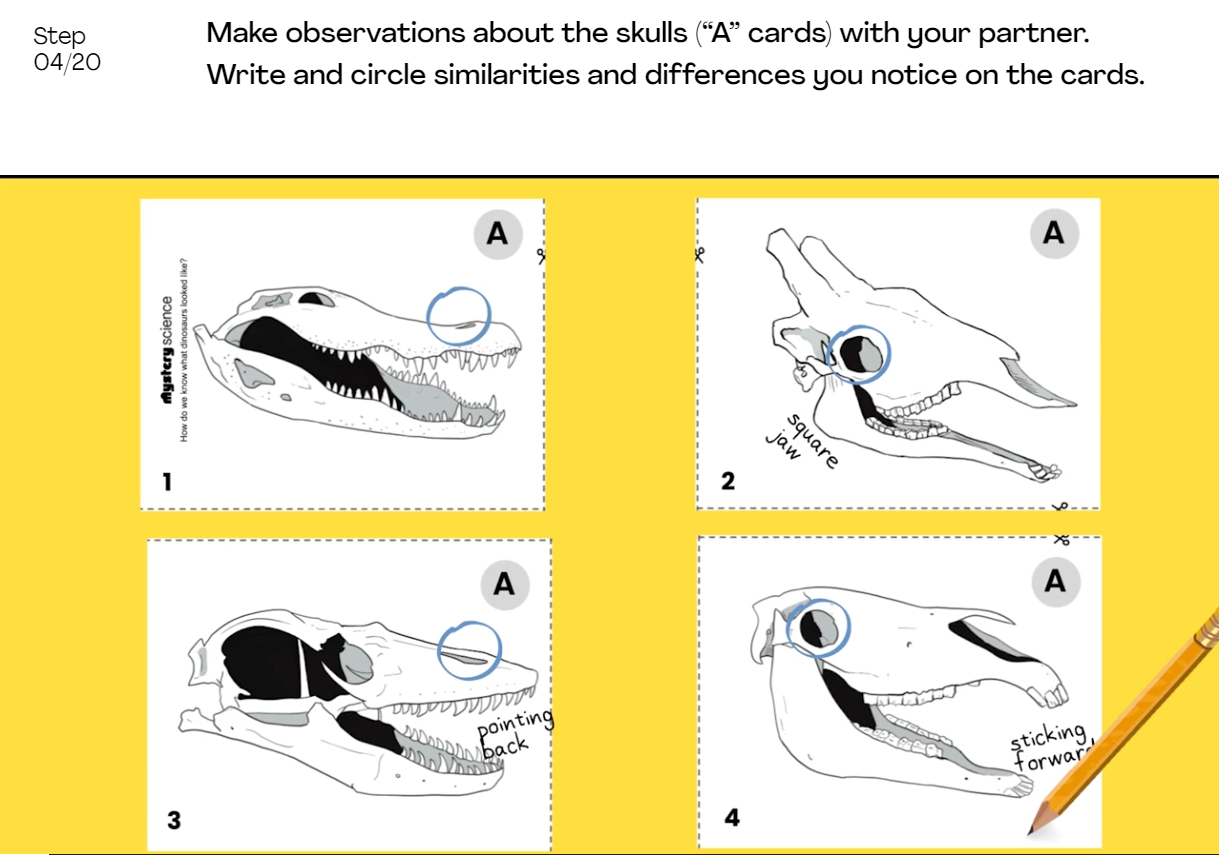 Step
04/20
Make observations about the skulls (“A” cards) with your partner.
Write and circle similarities and differences you notice on the cards.
A
Mystery science
How do we know what dinosaurs looked like?
1
A
square
jaw
2
A
pointing
back
3
A
sticking
forward
4